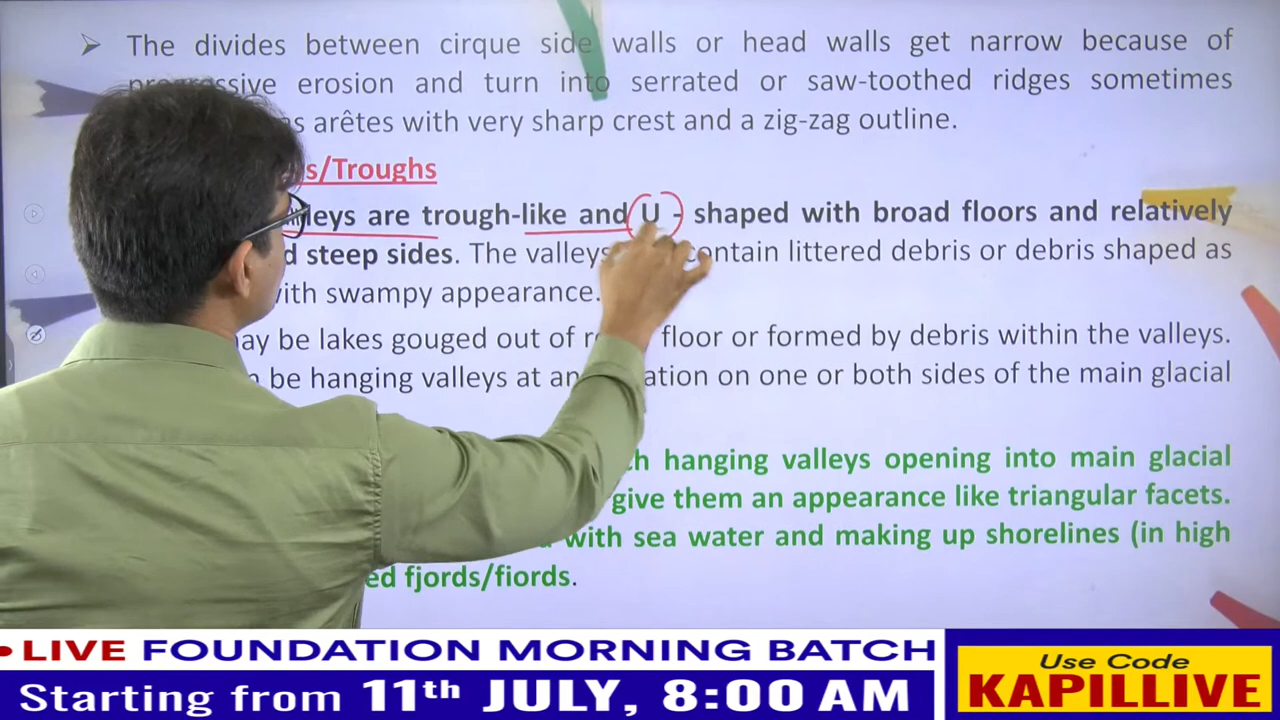 ➢ The divides between cirque side walls or head walls get narrow because of
erosion and turn into serrated or saw-toothed ridges sometimes
as arêtes with very sharp crest and a zig-zag outline.
s/Troughs
leys are trough-like and U - shaped with broad floors and relatively
d steep sides. The valleys contain littered debris or debris shaped as
ith swampy appearance.
ay be lakes gouged out of floor or formed by debris within the valleys.
be hanging valleys at an ation on one or both sides of the main glacial
h hanging valleys opening into main glacial
give them an appearance like triangular facets.
with sea water and making up shorelines (in high
ed fjords/fiords.
• LIVE FOUNDATION MORNING BATCH
Starting from 11th JULY, 8:00 AM
Use Code
KAPILLIVE